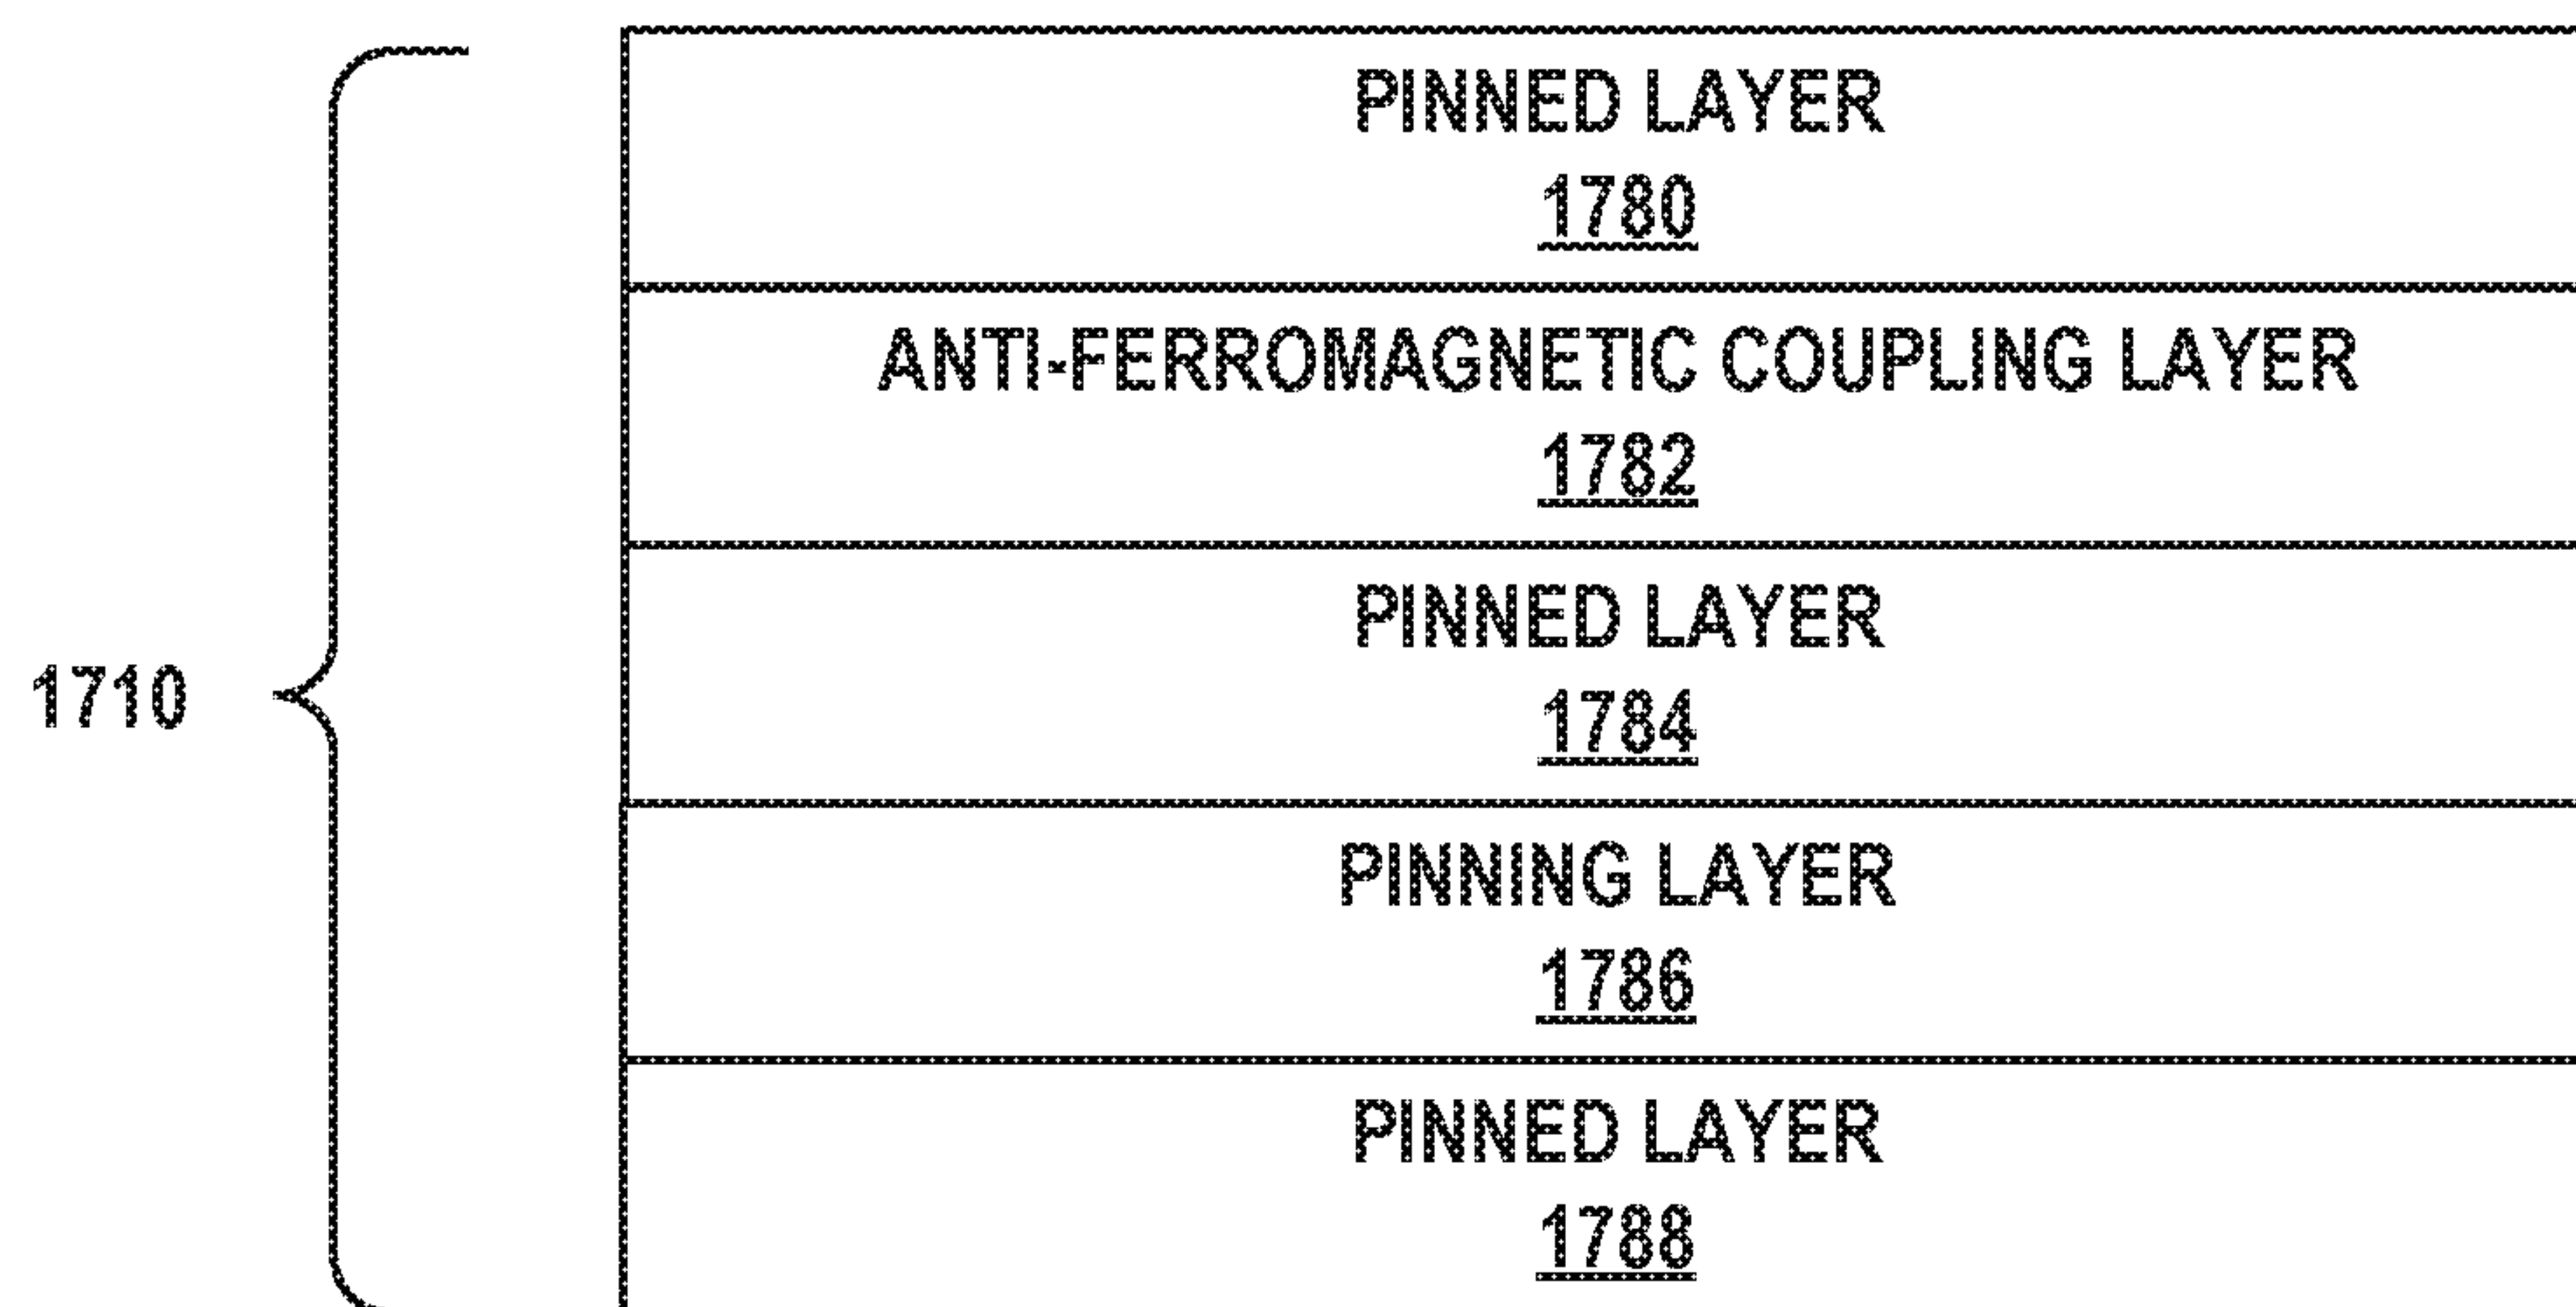 PINNED LAYER
1780
ANTI-FERROMAGNETIC COUPLING LAYER
1782
PINNED LAYER
1784
1710
PINNING LAYER
1786
PINNED LAYER
1788